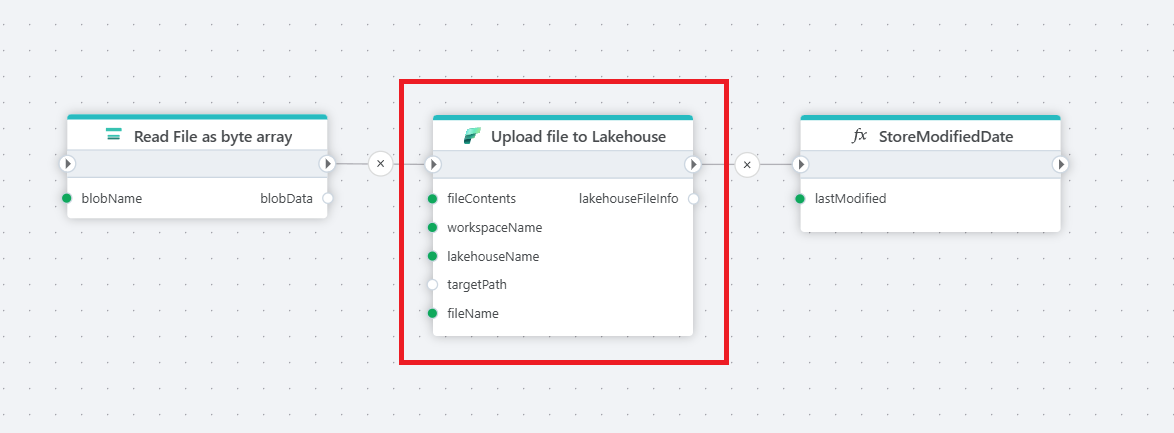 Read File as byte array
blobName
blobData
Upload file to Lakehouse
fileContents
lakehouseFileInfo
workspaceName
lakehouseName
targetPath
fileName
fx StoreModifiedDate
lastModified